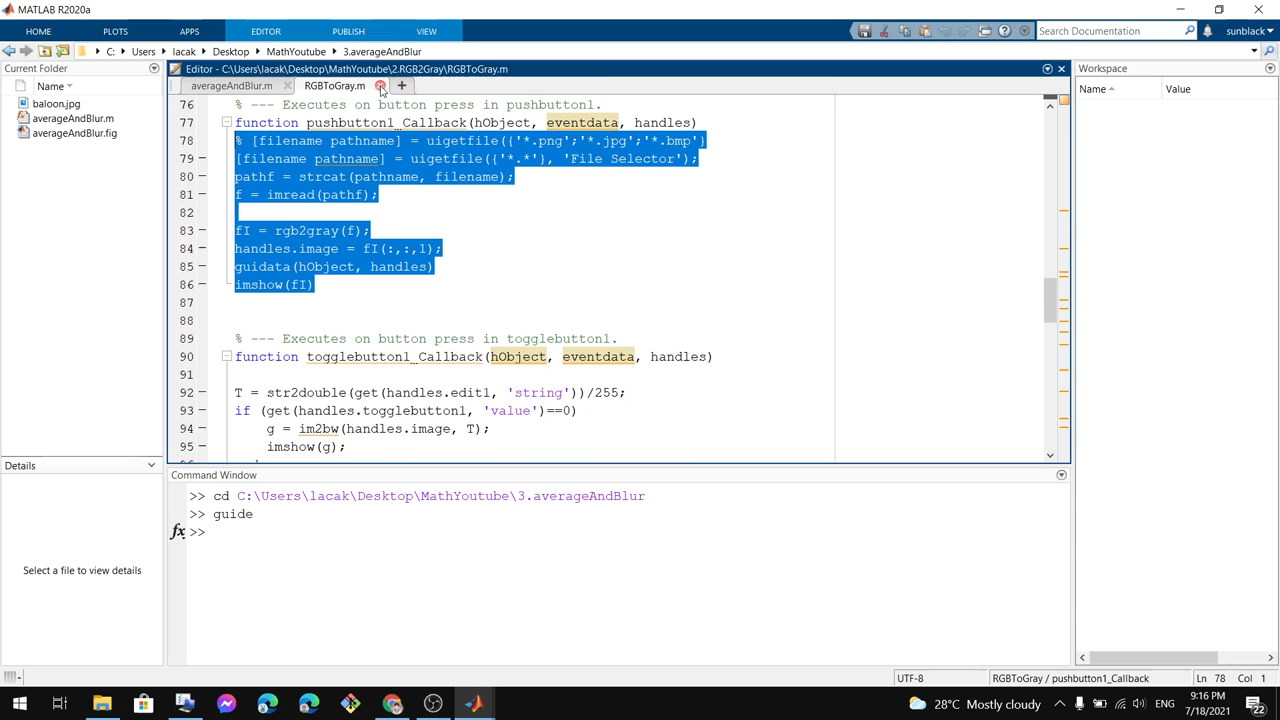 MATLAB R2020a
HOME PLOTS APPS EDITOR PUBLISH VIEW Search Documentation sunblack
C: Users lacak Desktop MathYoutube 3.averageAndBlur
Current Folder
Name
baloon.jpg
averageAndBlur.m
averageAndBlur.fig
Details
Select a file to view details
Editor - C:\Users\lacak\Desktop\MathYoutube\2.RGB2Gray\RGBToGray.m
averageAndBlur.m RGBToGray.m
76 % --- Executes on button press in pushbutton1.
77 function pushbutton1_Callback(hObject, eventdata, handles)
78 % [filename pathname] = uigetfile({'*.png';'*.jpg';'*.bmp'}
79 [filename pathname] = uigetfile({'*.*'}, 'File Selector');
80 pathf = strcat(pathname, filename);
81 f = imread(pathf);
82
83 fI = rgb2gray(f);
84 handles.image = fI(:,:,1);
85 guidata(hObject, handles)
86 imshow(fI)
87
88
89 % --- Executes on button press in togglebutton1.
90 function togglebutton1_Callback(hObject, eventdata, handles)
91
92 T = str2double(get(handles.edit1, 'string'))/255;
93 if (get(handles.togglebutton1, 'value')==0)
94 g = im2bw(handles.image, T);
95 imshow(g);
Command Window
>> cd C:\Users\lacak\Desktop\MathYoutube\3.averageAndBlur
>> guide
fx >>
Workspace
Name Value
UTF-8 RGBToGray / pushbutton1_Callback Ln 78 Col 1
28°C Mostly cloudy ENG 9:16 PM
7/18/2021 22